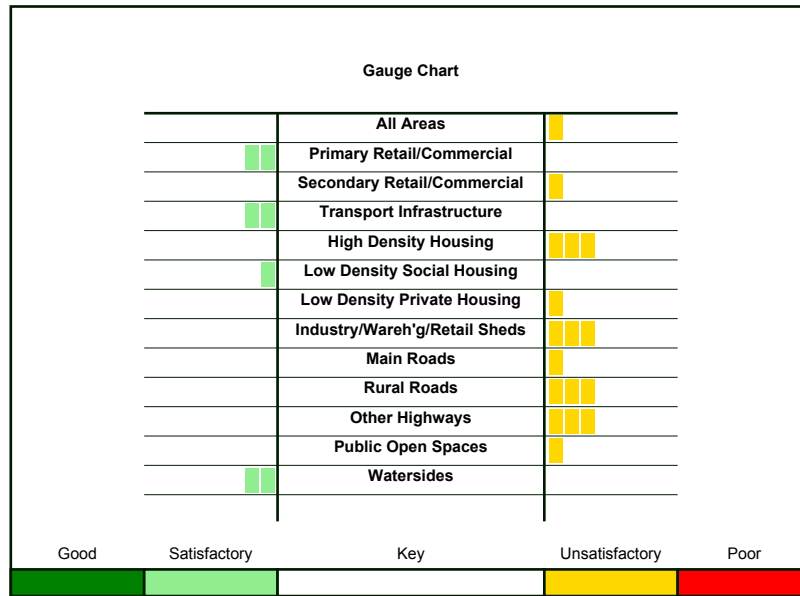 Gauge Chart
All Areas
Primary Retail/Commercial
Secondary Retail/Commercial
Transport Infrastructure
High Density Housing
Low Density Social Housing
Low Density Private Housing
Industry/Wareh'g/Retail Sheds
Main Roads
Rural Roads
Other Highways
Public Open Spaces
Watersides
Good Satisfactory Key Unsatisfactory Poor